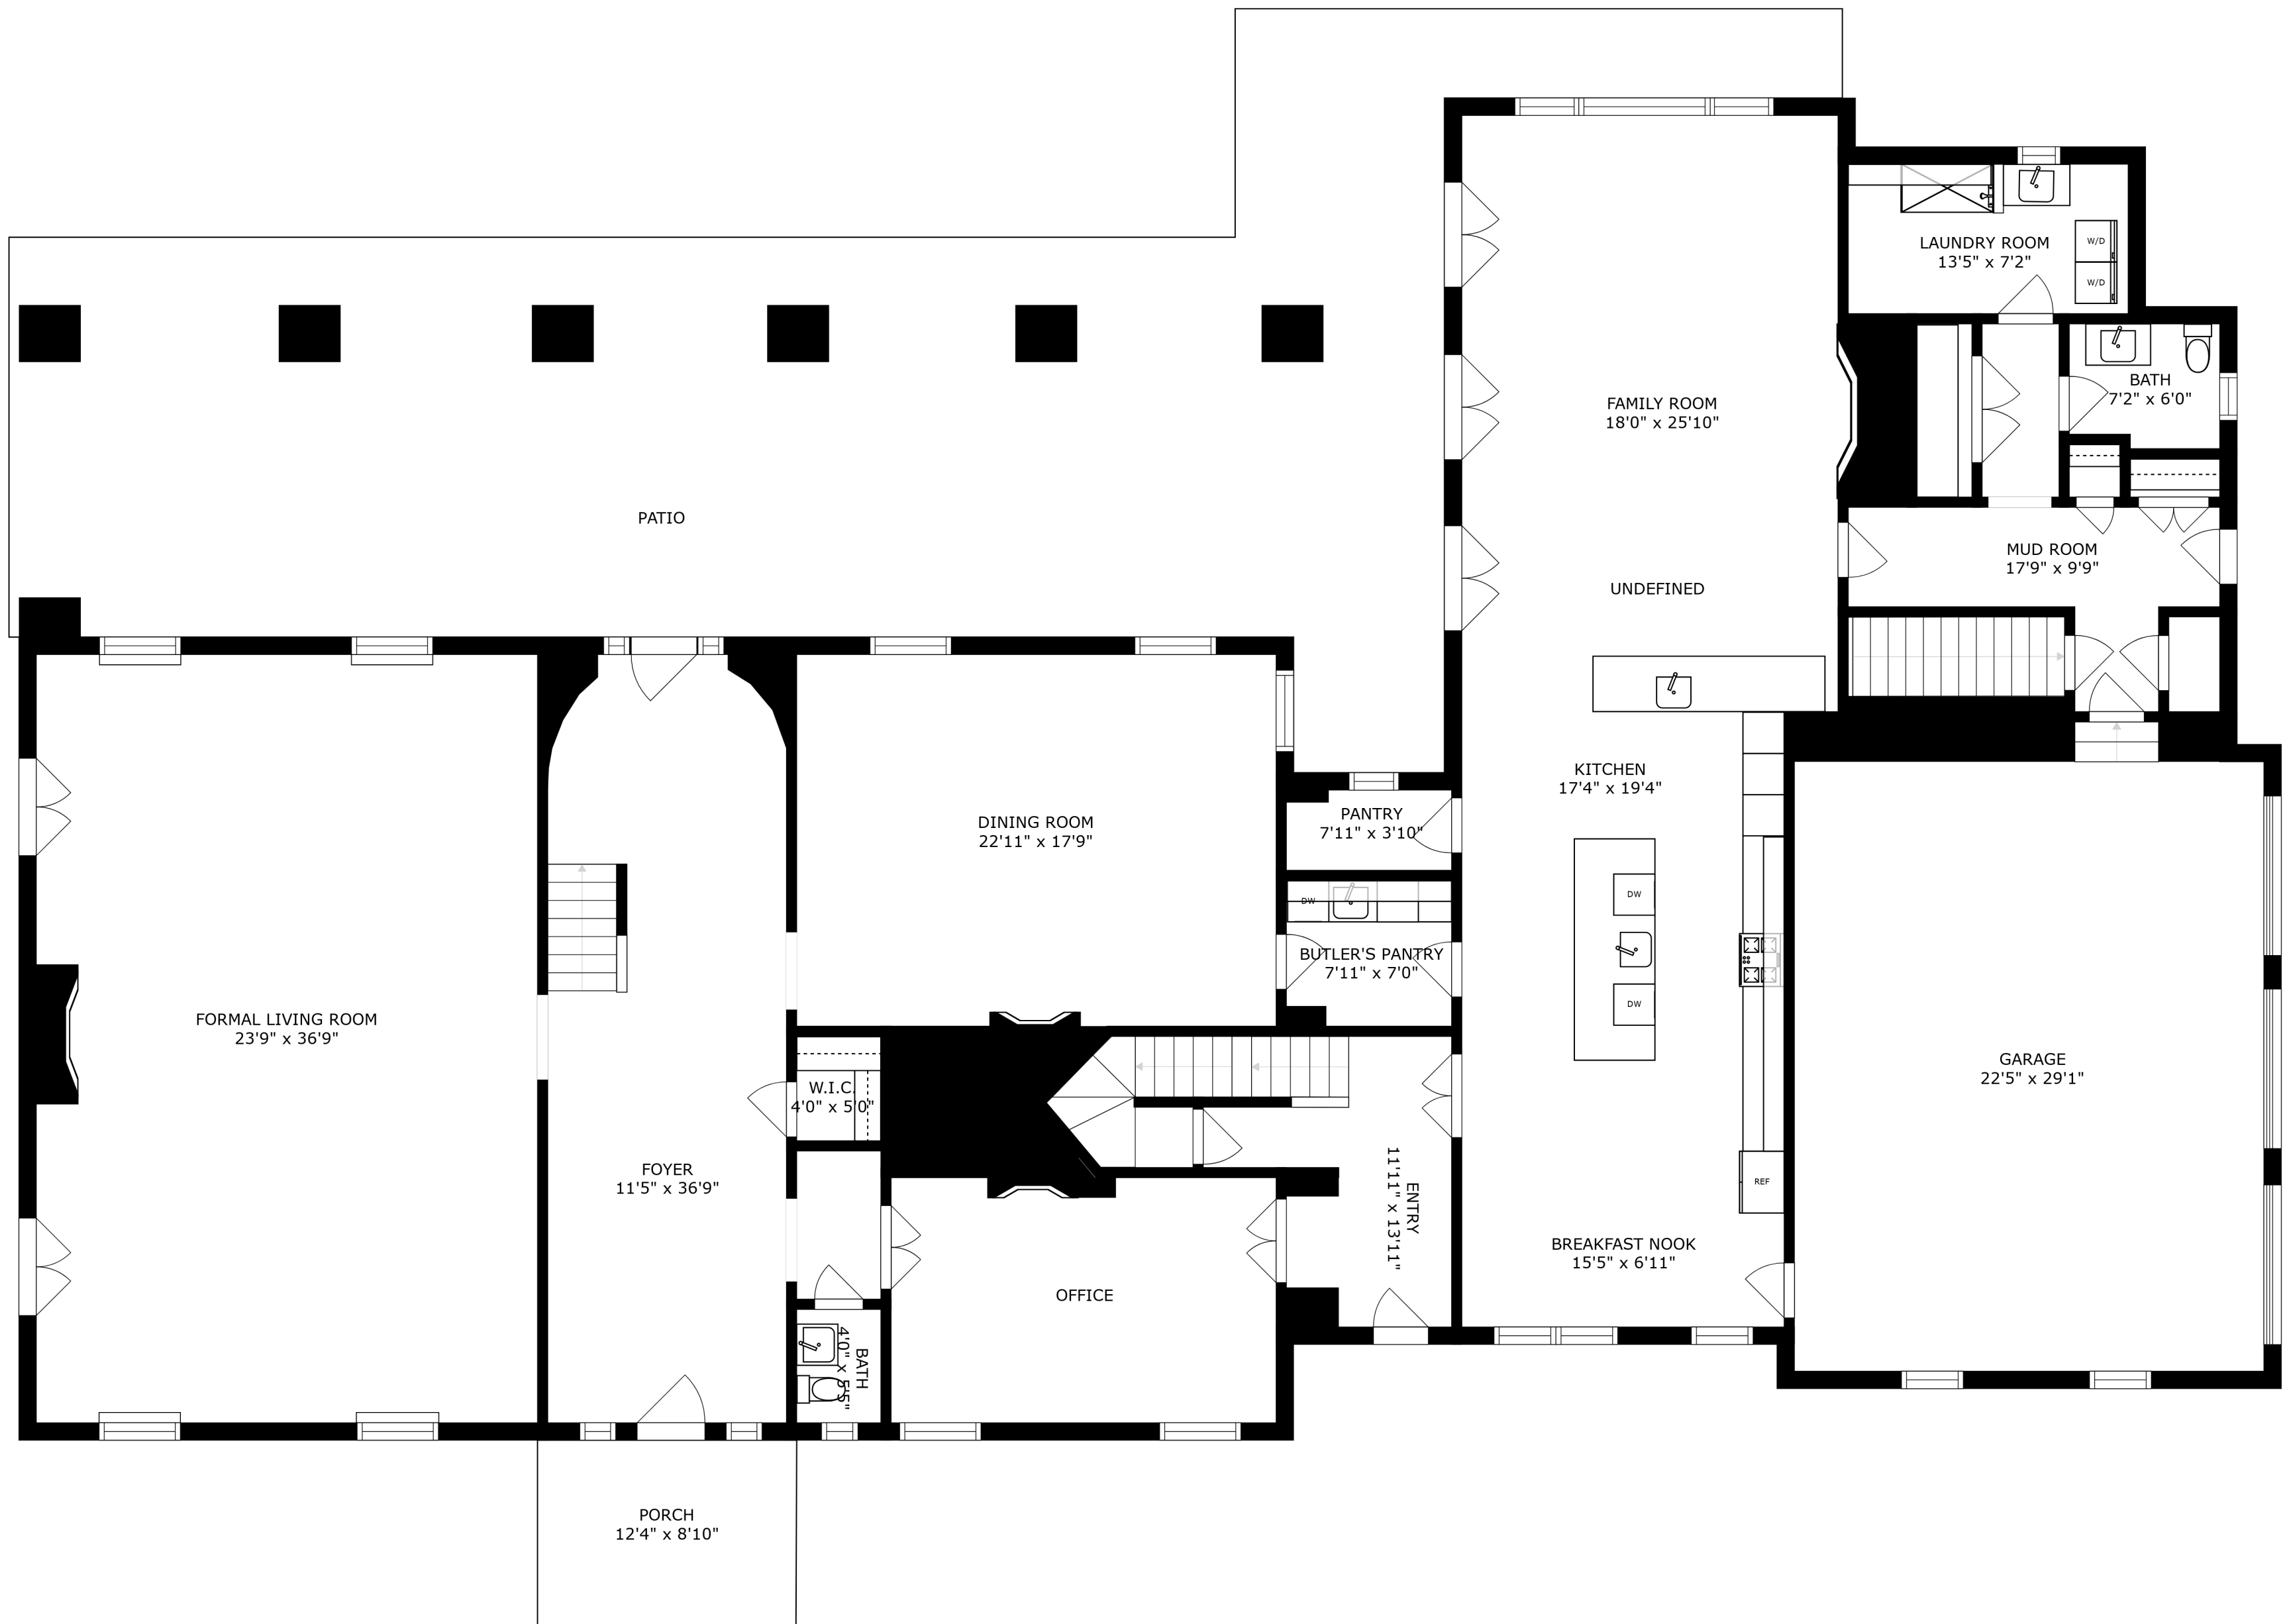 LAUNDRY ROOM
13'5" x 7'2"
W/D
W/D
BATH
7'2" x 6'0"
FAMILY ROOM
18'0" x 25'10"
PATIO
MUD ROOM
17'9" x 9'9"
UNDEFINED
KITCHEN
17'4" x 19'4"
PANTRY
7'11" x 3'10"
DINING ROOM
22'11" x 17'9"
DW
DW
BUTLER'S PANTRY
7'11" x 7'0"
DW
FORMAL LIVING ROOM
23'9" x 36'9"
GARAGE
22'5" x 29'1"
W.I.C.
4'0" x 5'0"
FOYER
11'5" x 36'9"
REF
ENTRY
11'11" x 13'11"
BREAKFAST NOOK
15'5" x 6'11"
OFFICE
BATH
4'0" x 5'5"
PORCH
12'4" x 8'10"